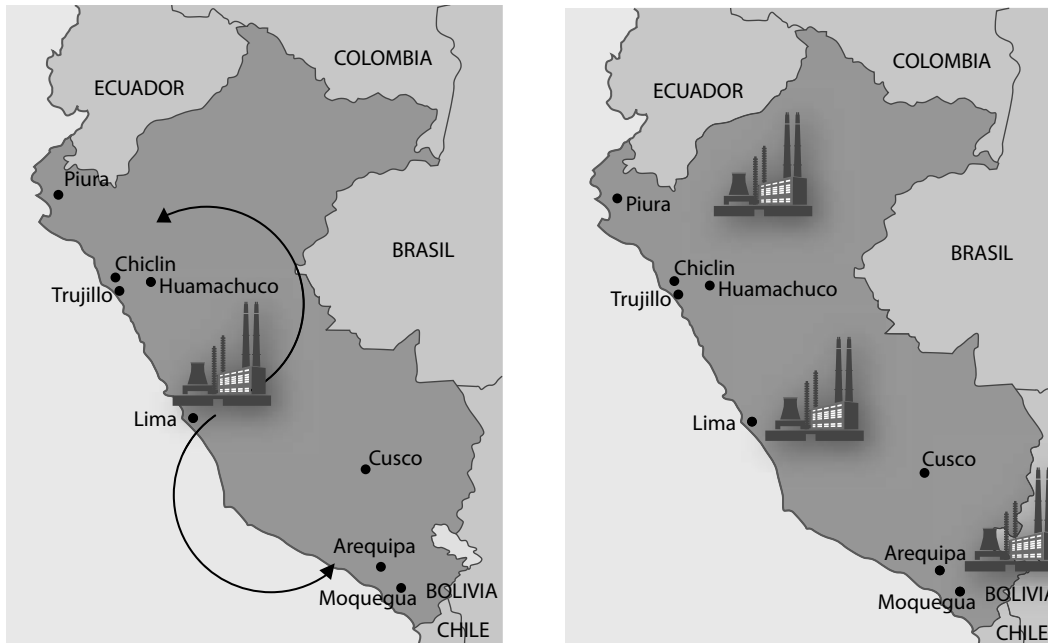 COLOMBIA
ECUADOR
Piura
BRASIL
Chiclin
Huamachuco
Trujillo
Lima
Cusco
Arequipa
Moquegua
BOLIVIA
CHILE
COLOMBIA
ECUADOR
Piura
BRASIL
Chiclin
Huamachuco
Trujillo
Lima
Cusco
Arequipa
Moquegua
BOLIVIA
CHILE